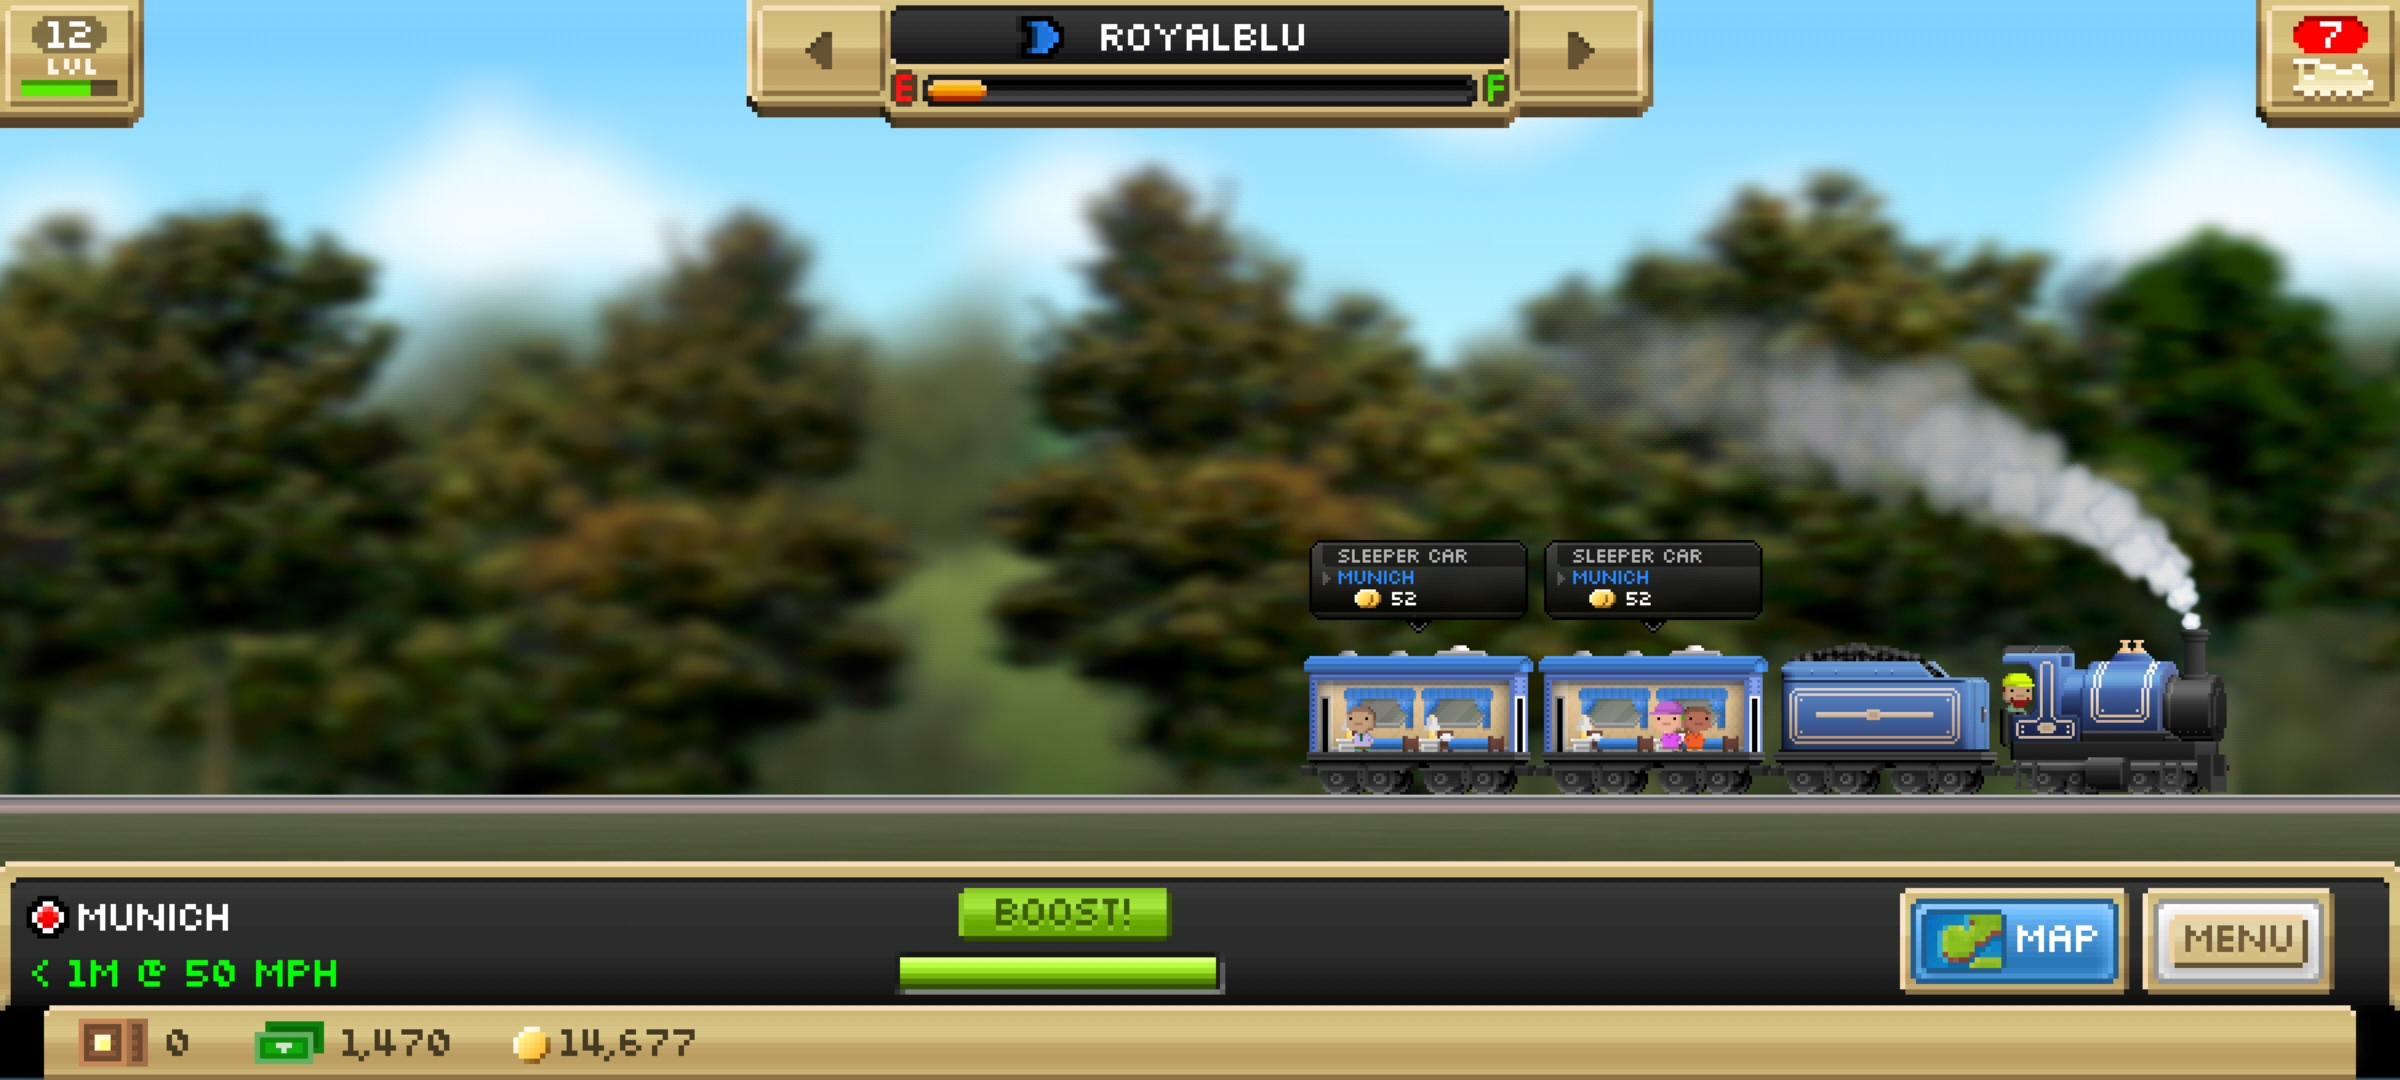 12
LVL
ROYALBLU
E F
7
SLEEPER CAR
MUNICH
52
SLEEPER CAR
MUNICH
52
MUNICH
< 1M @ 50 MPH
BOOST!
MAP
MENU
0
1,470
14,677